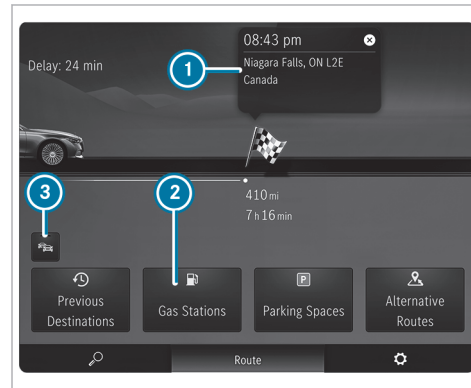 08:43 pm
Delay: 24 min
1
Niagara Falls, ON L2E
Canada
3
2
410 mi
7 h 16 min
P
Previous
Destinations
Gas Stations
Parking Spaces
Alternative
Routes
Route